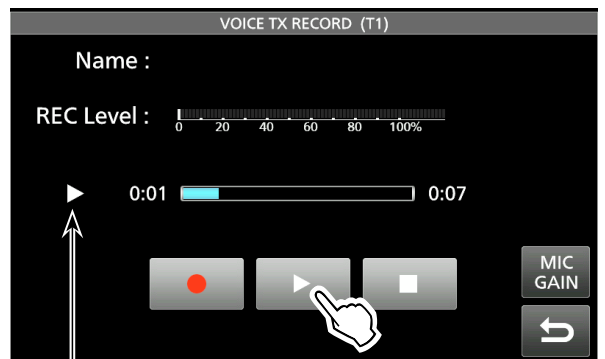 VOICE TX RECORD (T1)
Name :
REC Level :
0 20 40 60 80 100%
0:01 0:07
MIC
GAIN